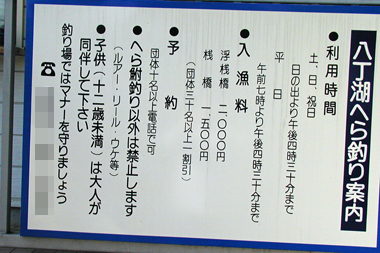 八丁湖へら釣り案内
●利用時間
土、日、祝日
日の出より午後四時三十分まで
平日
午前七時より午後四時三十分まで
●入漁料
浮桟橋 二〇〇〇円
桟橋 一五〇〇円
(団体三十名以上一割引)
●予約
団体十名以上電話で可
●へら鮒釣り以外は禁止します
(ルアー・リール・ウケ等)
●子供(十二歳未満)は大人が
同伴して下さい
釣り場ではマナーを守りましょう
☎